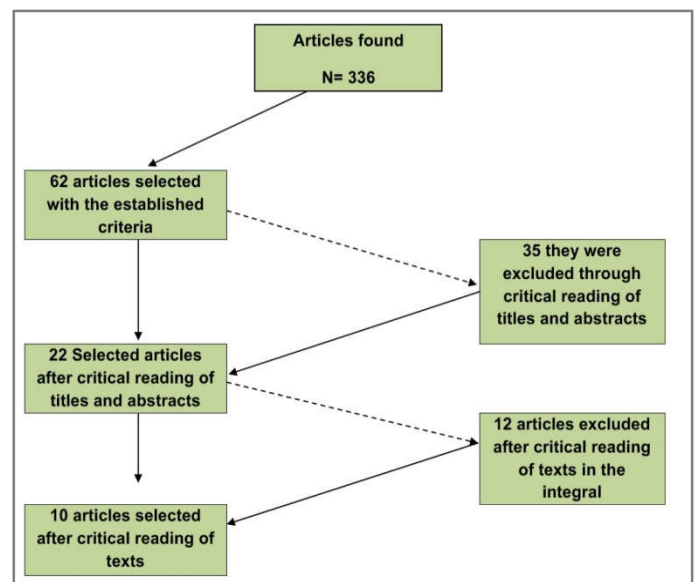 Articles found
N= 336
62 articles selected
with the established
criteria
35 they were
excluded through
critical reading of
titles and abstracts
22 Selected articles
after critical reading of
titles and abstracts
12 articles excluded
after critical reading
of texts in the
integral
10 articles selected
after critical reading of
texts